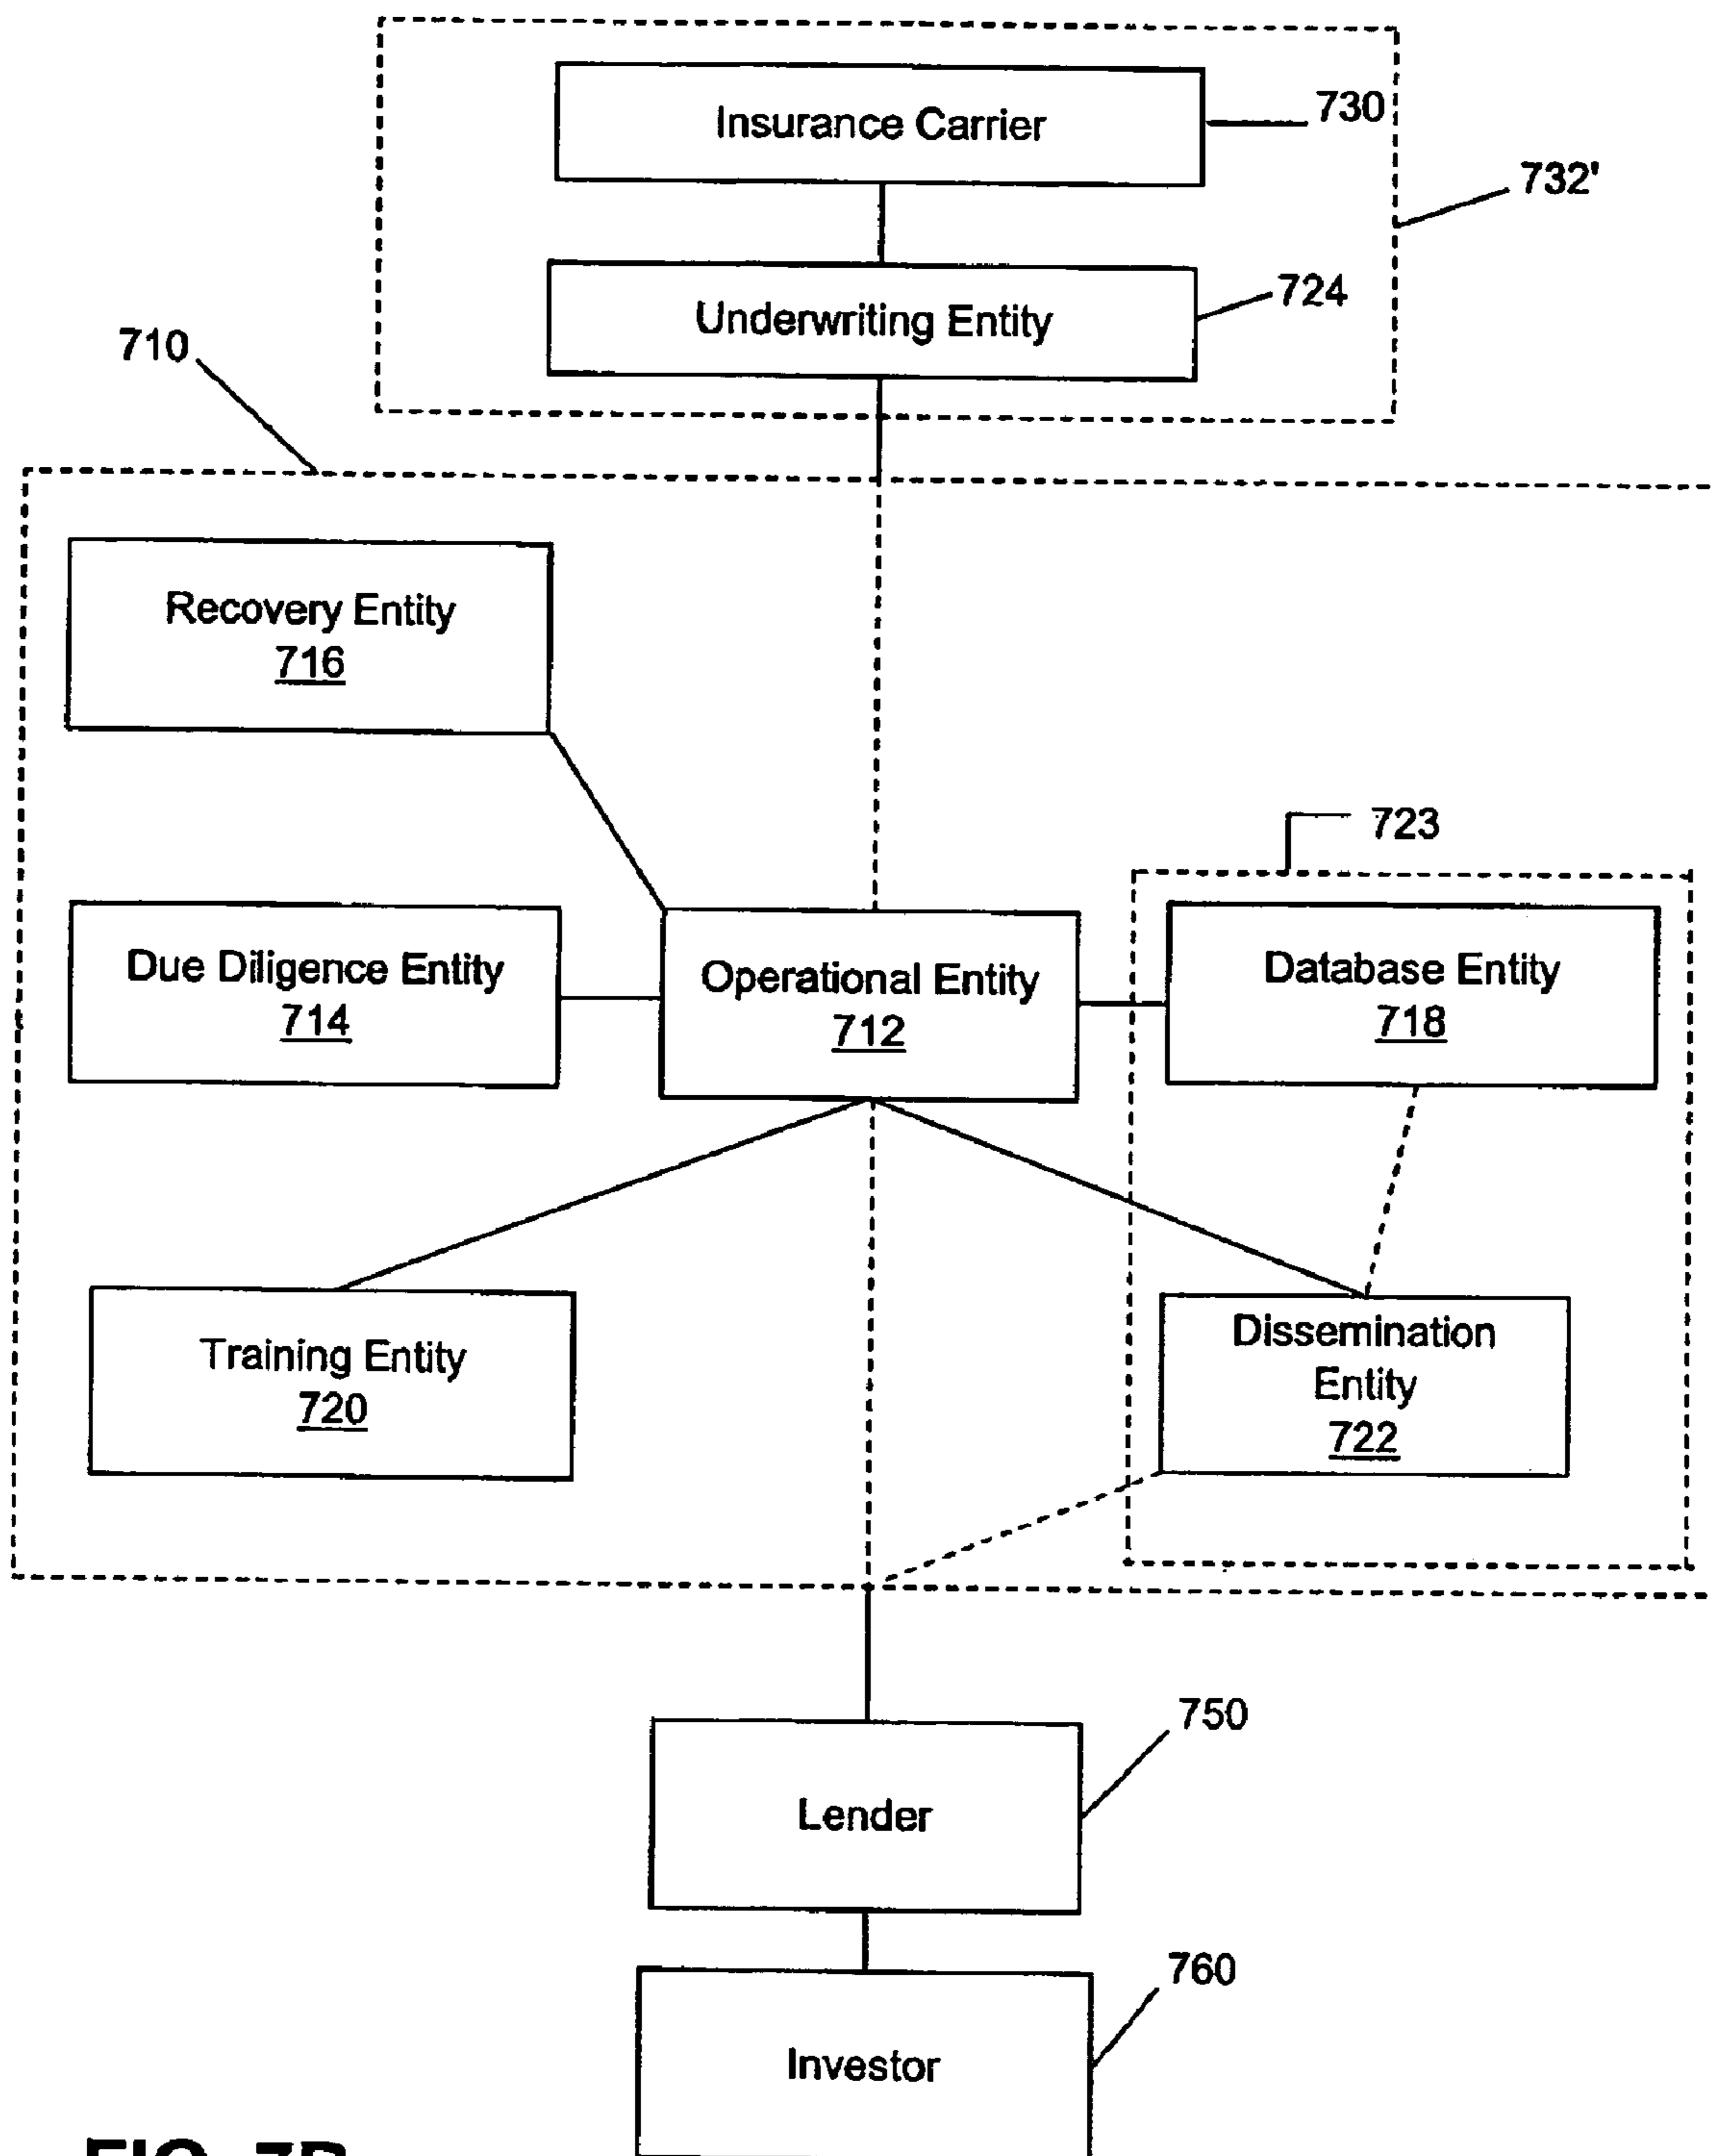 Insurance Carrier
730
732'
Underwriting Entity
724
710
Recovery Entity
716
723
Due Diligence Entity
714
Operational Entity
712
Database Entity
718
Training Entity
720
Dissemination
Entity
722
750
Lender
760
Investor